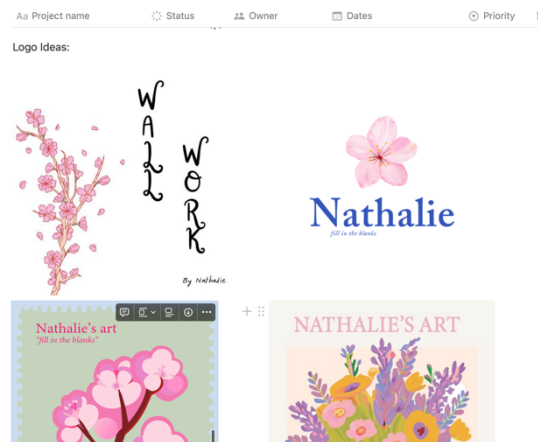 Aa Project name Status Owner Dates Priority
Logo Ideas:
WALL
WORK
By Nathalie
Nathalie
fill in the blanks
Nathalie's art
"fill in the blanks"
NATHALIE'S ART